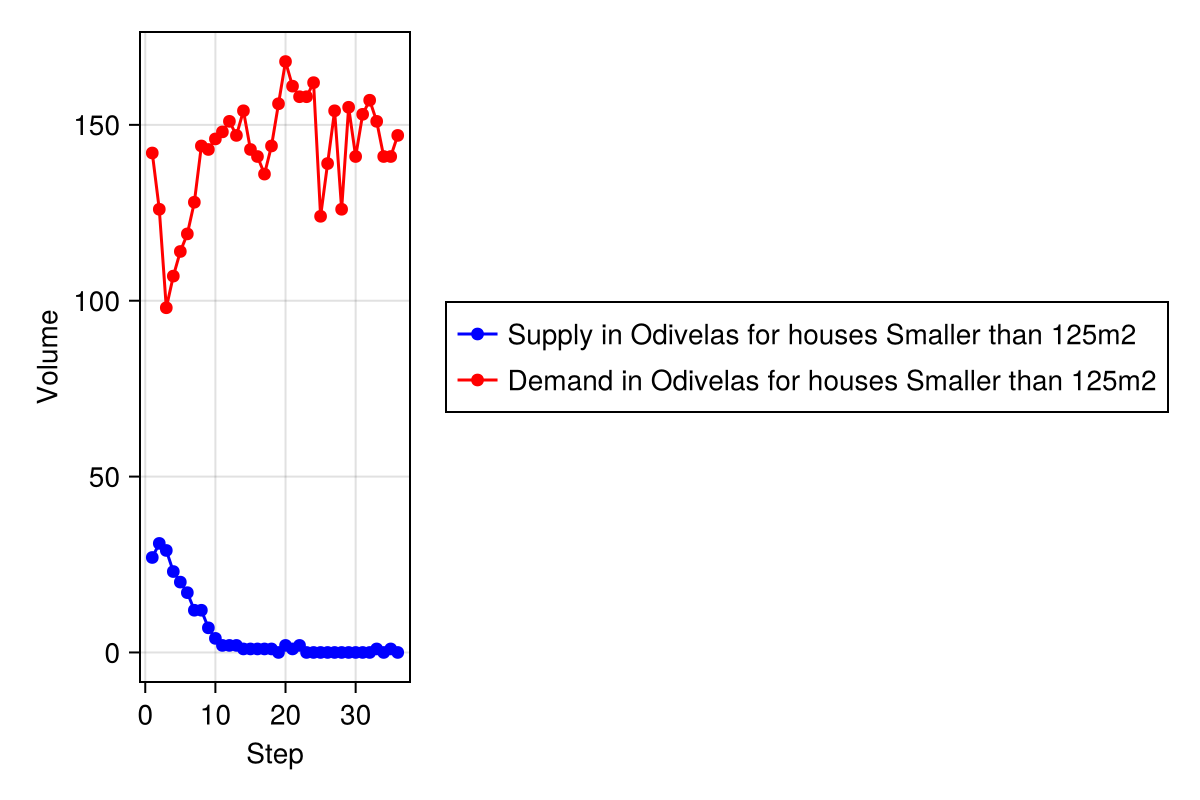 Volume
150
100
50
0
0 10 20 30
Step
Supply in Odivelas for houses Smaller than 125m2
Demand in Odivelas for houses Smaller than 125m2